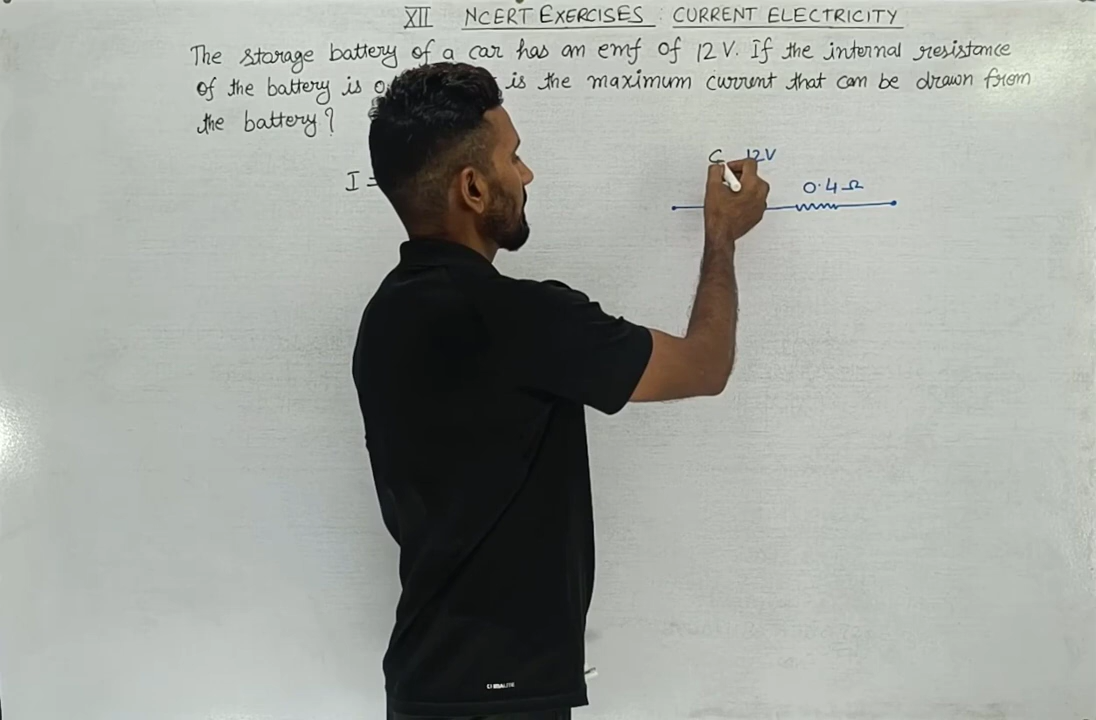 XII NCERT EXERCISES : CURRENT ELECTRICITY
The storage battery of a car has an emf of 12 V. If the internal resistance
of the battery is is the maximum current that can be drawn from
the battery?
12V
I =
0.4 Ω